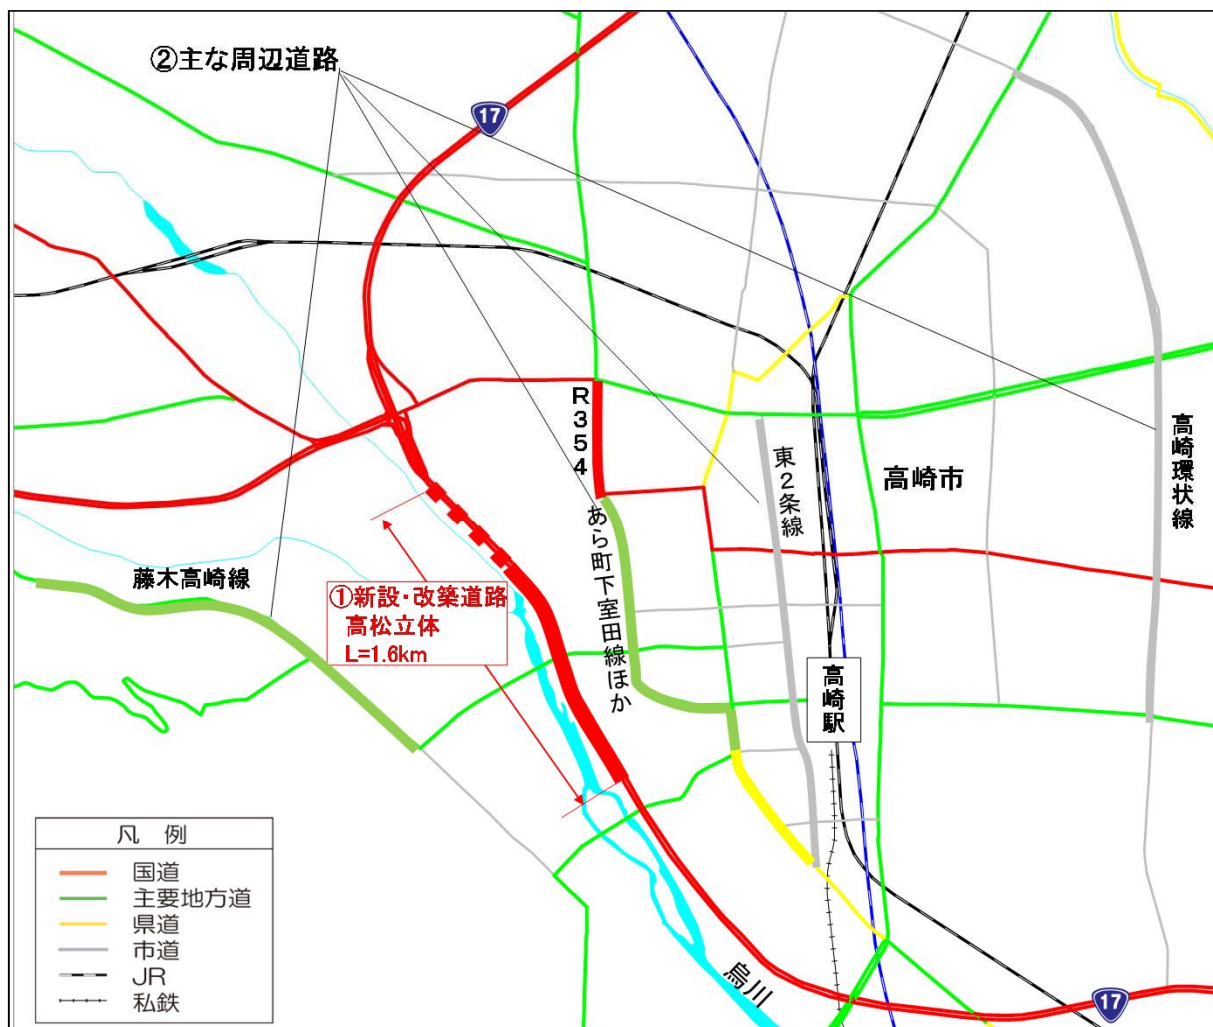 ②主な周辺道路
17
R354
高崎環状線
東2条線
高崎市
あら町下室田線ほか
藤木高崎線
①新設・改築道路
高松立体
L=1.6km
高崎駅
凡 例
国道
主要地方道
県道
市道
JR
私鉄
烏川
17